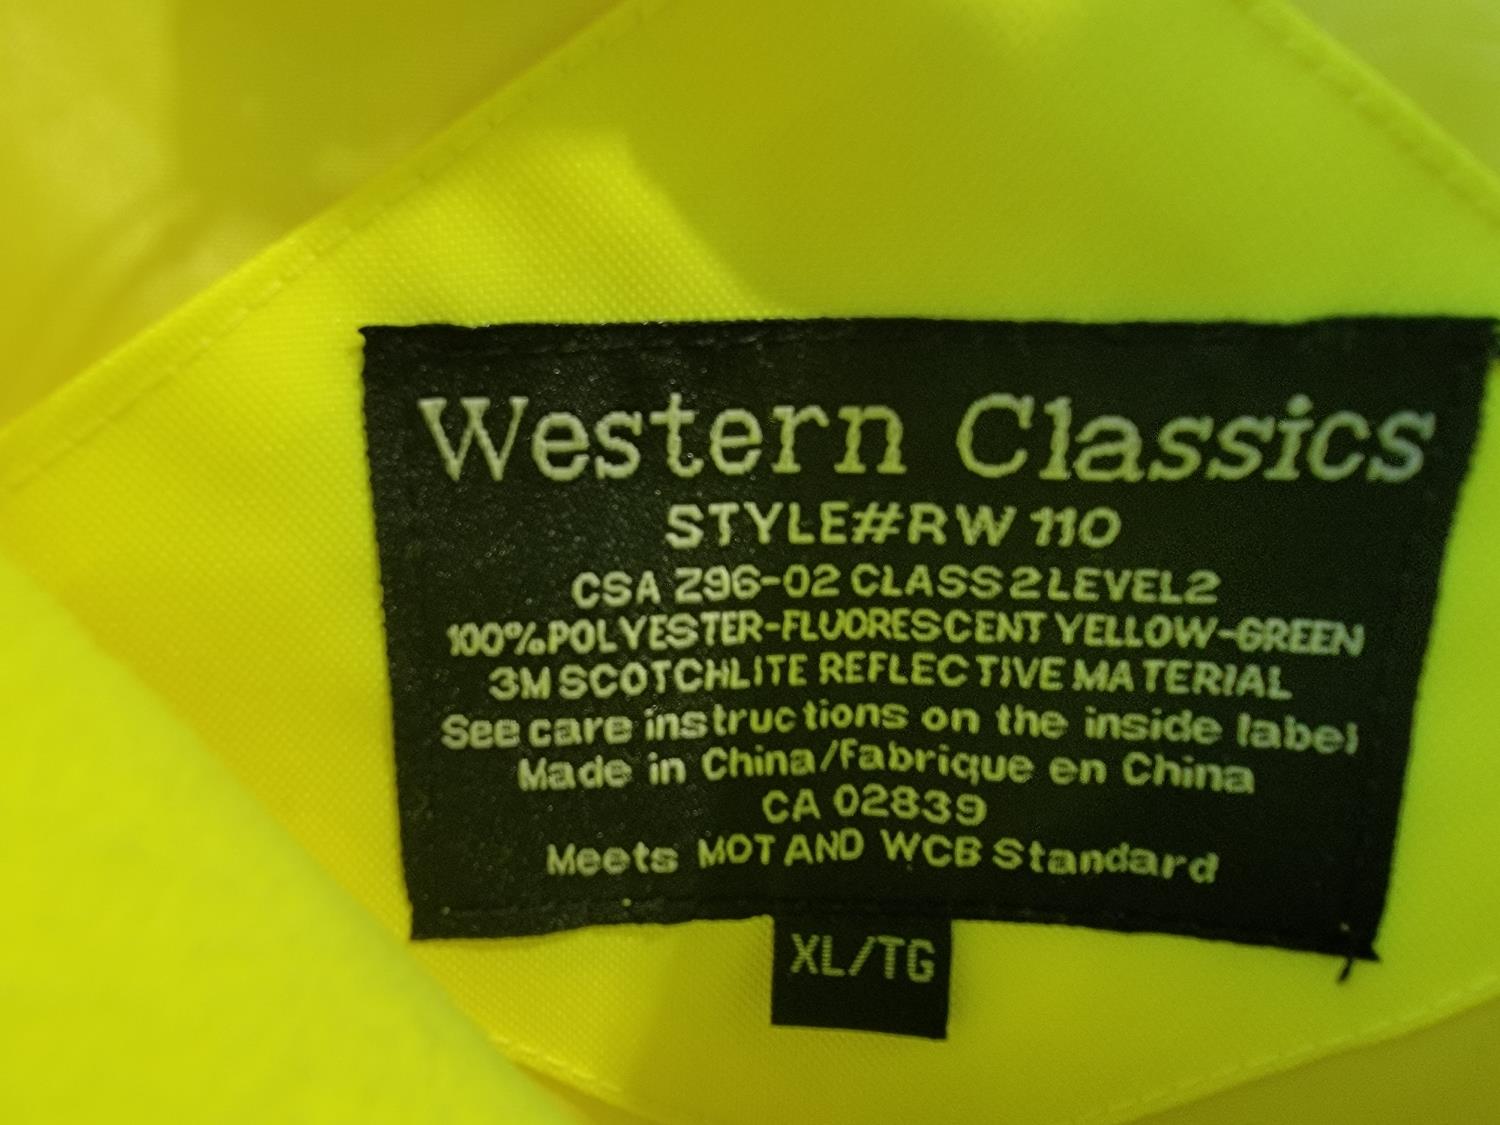 Western Classics
STYLE#RW 110
CSA Z96-02 CLASS 2 LEVEL2
100%POLYESTER-FLUORESCENT YELLOW-GREEN
3M SCOTCHLITE REFLECTIVE MATERIAL
See care instructions on the inside label
Made in China/Fabrique en China
CA 02839
Meets MOT AND WCB Standard
XL/TG